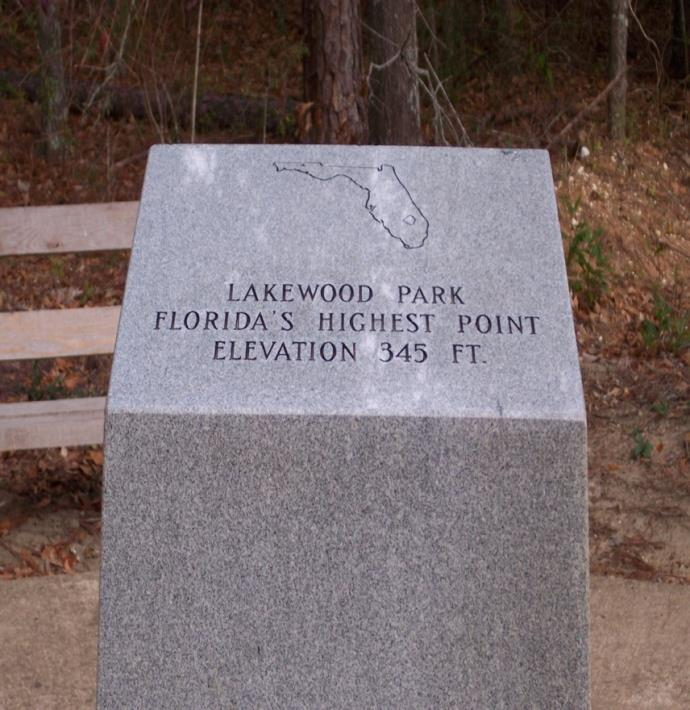 LAKEWOOD PARK
FLORIDA'S HIGHEST POINT
ELEVATION 345 FT.